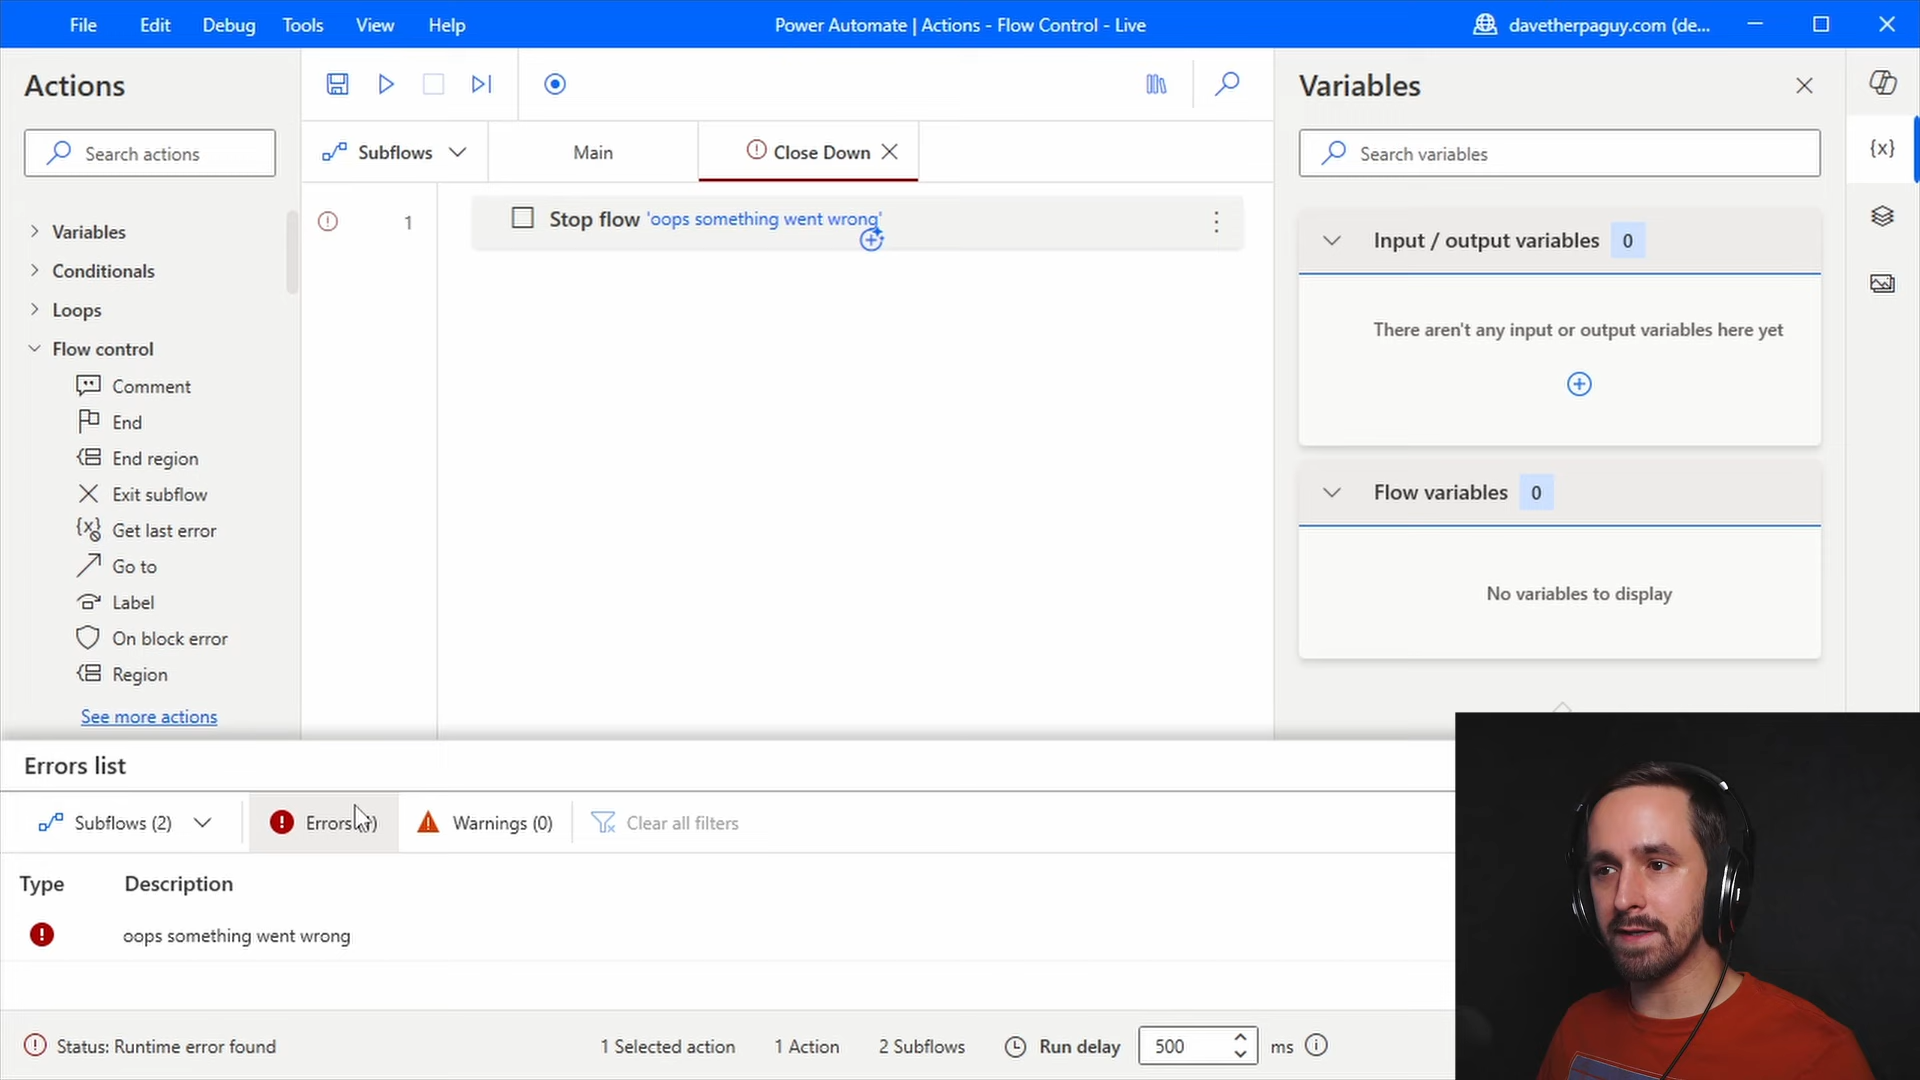 File Edit Debug Tools View Help Power Automate | Actions - Flow Control - Live davetherpaguy.com (de...
Actions
Search actions
Variables
Conditionals
Loops
Flow control
Comment
End
End region
Exit subflow
Get last error
Go to
Label
On block error
Region
See more actions
Subflows Main Close Down
1 Stop flow 'oops something went wrong'
Variables
Search variables
{x}
Input / output variables 0
There aren't any input or output variables here yet
Flow variables 0
No variables to display
Errors list
Subflows (2) Errors Warnings (0) Clear all filters
Type Description
oops something went wrong
Status: Runtime error found 1 Selected action 1 Action 2 Subflows Run delay 500 ms